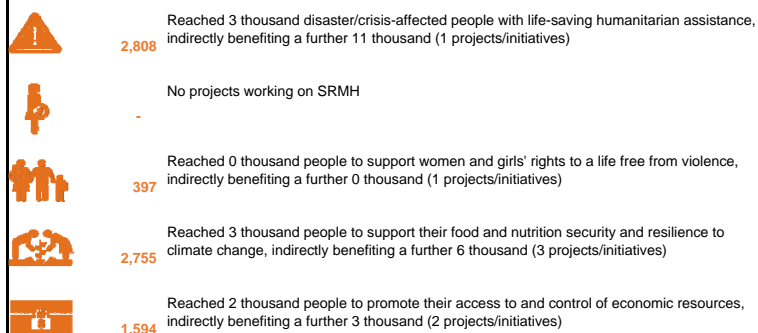 Reached 3 thousand disaster/crisis-affected people with life-saving humanitarian assistance,
2,808 indirectly benefiting a further 11 thousand (1 projects/initiatives)
No projects working on SRMH
-
Reached 0 thousand people to support women and girls' rights to a life free from violence,
397 indirectly benefiting a further 0 thousand (1 projects/initiatives)
Reached 3 thousand people to support their food and nutrition security and resilience to
2,755 climate change, indirectly benefiting a further 6 thousand (3 projects/initiatives)
Reached 2 thousand people to promote their access to and control of economic resources,
1,594 indirectly benefiting a further 3 thousand (2 projects/initiatives)